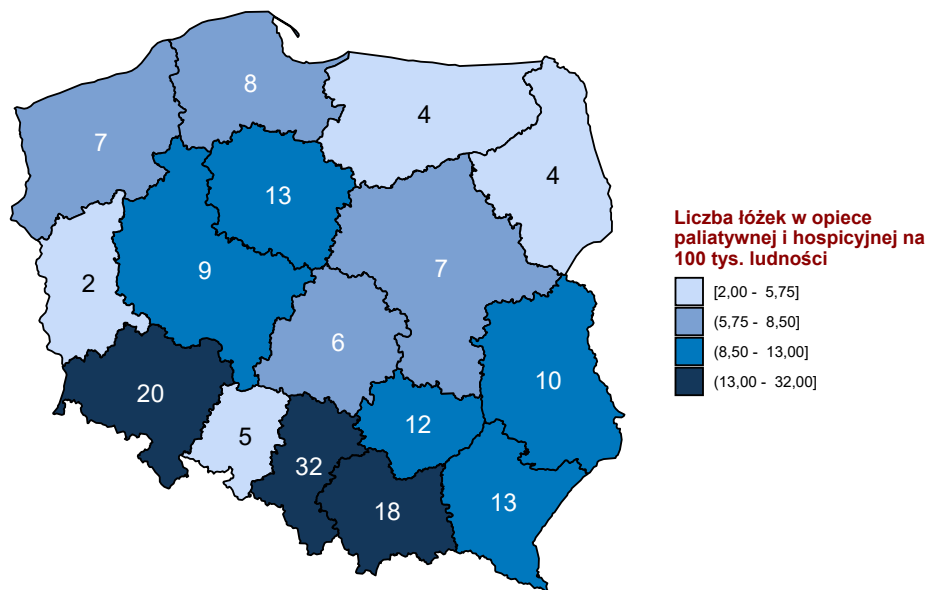 8
4
7
4
13
9
7
2
6
10
20
12
5
32
13
18
Liczba łóżek w opiece
paliatywnej i hospicyjnej na
100 tys. ludności
[2,00 - 5,75]
(5,75 - 8,50]
(8,50 - 13,00]
(13,00 - 32,00]